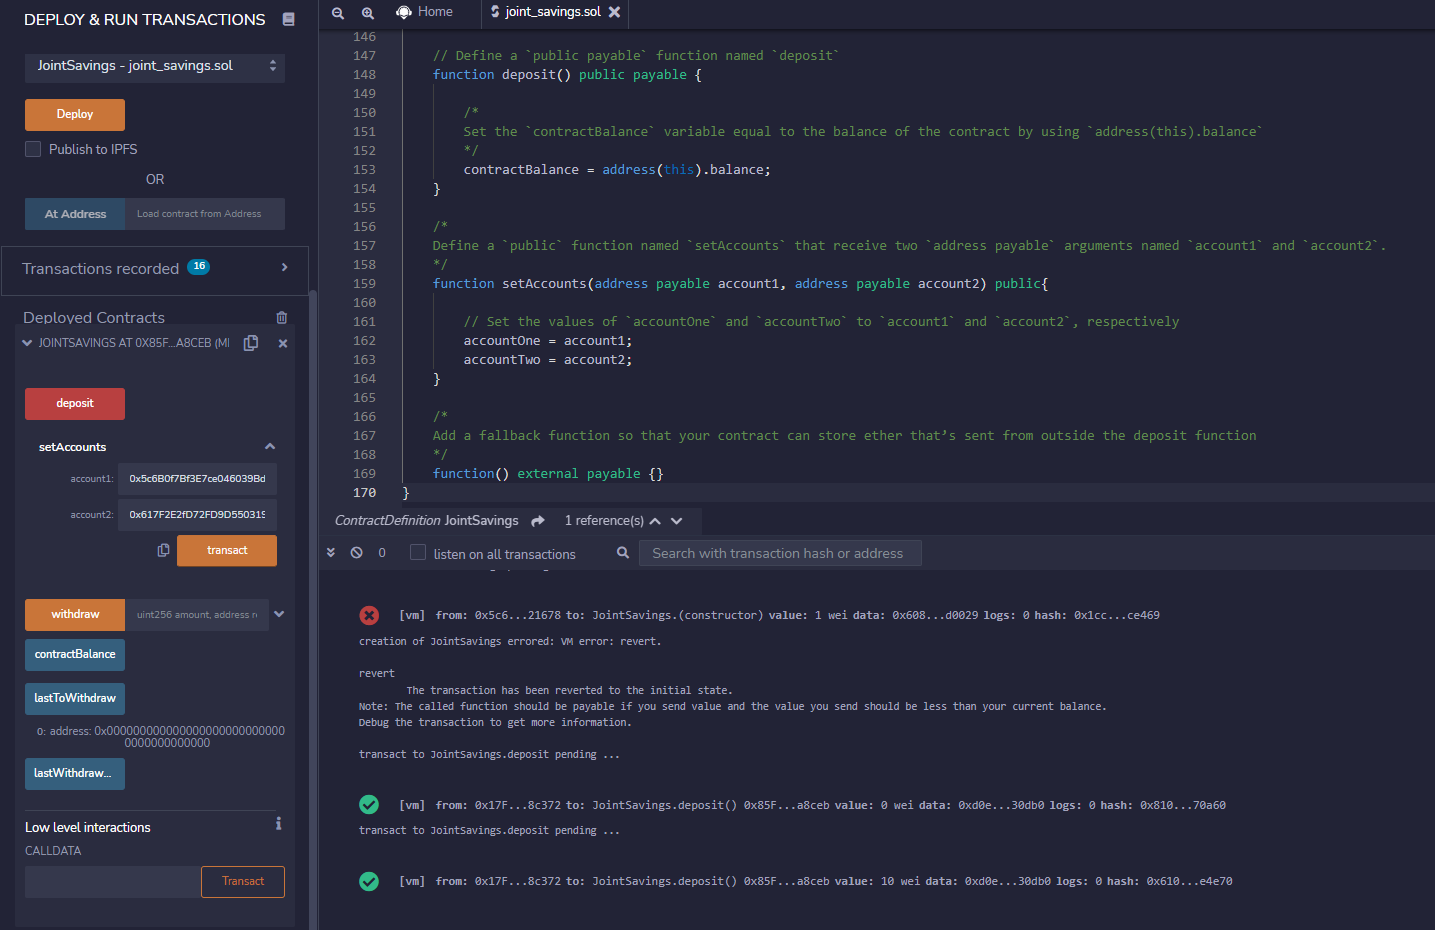 DEPLOY & RUN TRANSACTIONS
JointSavings - joint_savings.sol
Deploy
Publish to IPFS
OR
At Address
Load contract from Address
Transactions recorded 16
Deployed Contracts
JOINTSAVINGS AT 0X85F...A8CEB (M
deposit
setAccounts
account1: 0x5c6B0f7Bf3E7ce046039Bd
account2: 0x617F2E2fD72FD9D550319
transact
withdraw
uint256 amount, address r
contractBalance
lastToWithdraw
0: address: 0x000000000000000000000000000
0000000000000
lastWithdraw...
Low level interactions
CALLDATA
Transact
Home
joint_savings.sol
146
147 // Define a `public payable` function named `deposit`
148 function deposit() public payable {
149
150 /*
151 Set the `contractBalance` variable equal to the balance of the contract by using `address(this).balance`
152 */
153 contractBalance = address(this).balance;
154 }
155
156 /*
157 Define a `public` function named `setAccounts` that receive two `address payable` arguments named `account1` and `account2`.
158 */
159 function setAccounts(address payable account1, address payable account2) public{
160
161 // Set the values of `accountOne` and `accountTwo` to `account1` and `account2`, respectively
162 accountOne = account1;
163 accountTwo = account2;
164 }
165
166 /*
167 Add a fallback function so that your contract can store ether that’s sent from outside the deposit function
168 */
169 function() external payable {}
170 }
ContractDefinition JointSavings 1 reference(s)
0
listen on all transactions
Search with transaction hash or address
[vm] from: 0x5c6...21678 to: JointSavings.(constructor) value: 1 wei data: 0x608...d0029 logs: 0 hash: 0x1cc...ce469
creation of JointSavings errored: VM error: revert.
revert
The transaction has been reverted to the initial state.
Note: The called function should be payable if you send value and the value you send should be less than your current balance.
Debug the transaction to get more information.
transact to JointSavings.deposit pending ...
[vm] from: 0x17F...8c372 to: JointSavings.deposit() 0x85F...a8ceb value: 0 wei data: 0xd0e...30db0 logs: 0 hash: 0x810...70a60
transact to JointSavings.deposit pending ...
[vm] from: 0x17F...8c372 to: JointSavings.deposit() 0x85F...a8ceb value: 10 wei data: 0xd0e...30db0 logs: 0 hash: 0x610...e4e70